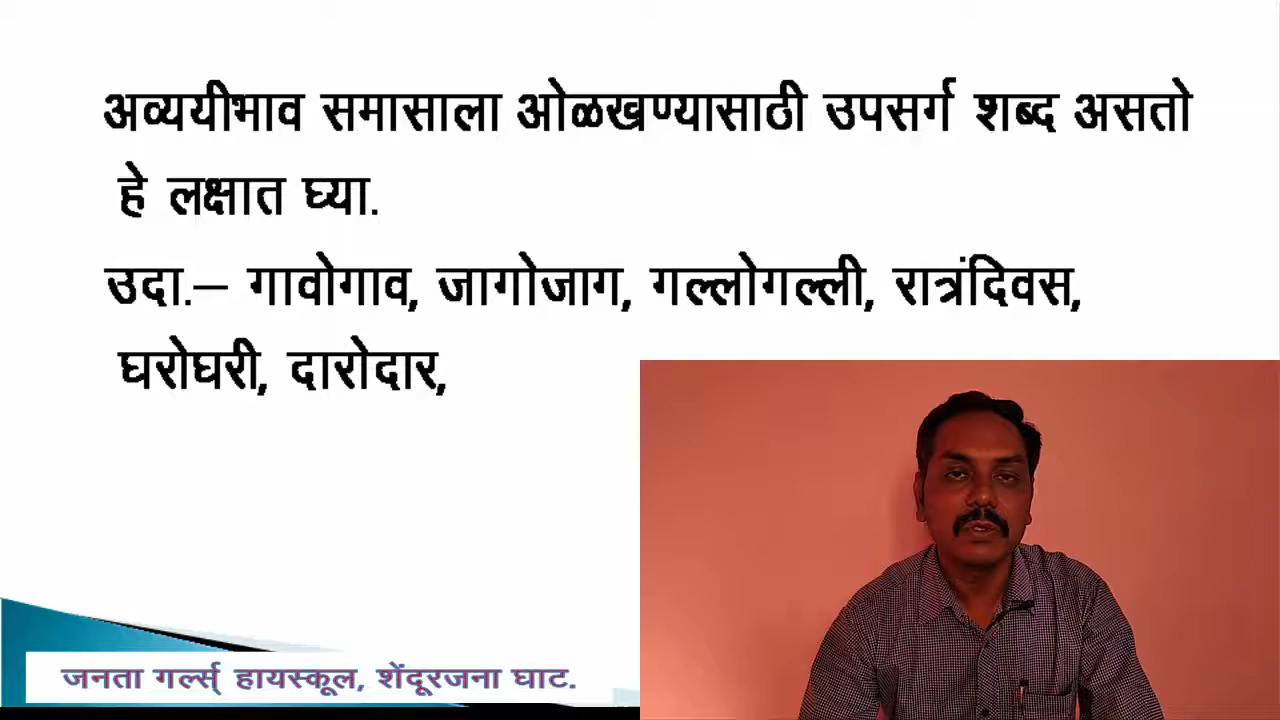 अव्ययीभाव समासाला ओळखण्यासाठी उपसर्ग शब्द असतो
हे लक्षात घ्या.
उदा.– गावोगाव, जागोजाग, गल्लोगल्ली, रात्रंदिवस,
घरोघरी, दारोदार,
जनता गर्ल्स् हायस्कूल, शेंदूरजना घाट.